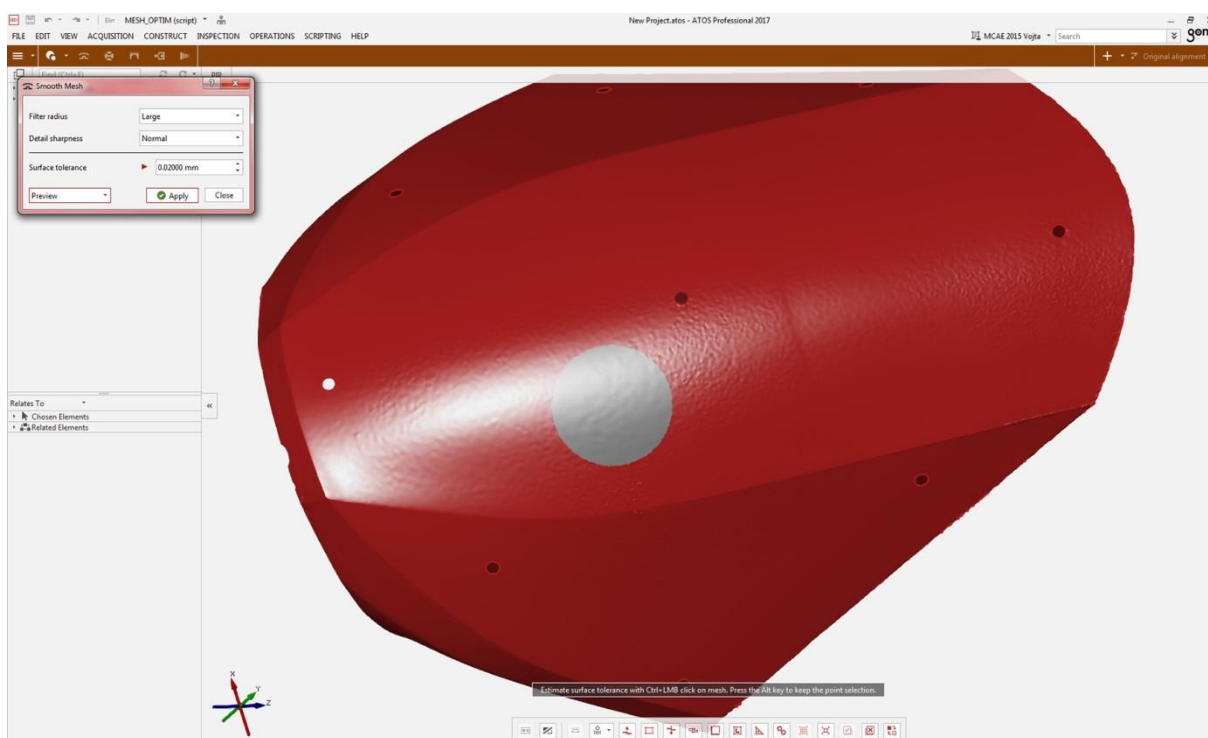 MESH_OPTIM (script)
New Project.atos - ATOS Professional 2017
FILE EDIT VIEW ACQUISITION CONSTRUCT INSPECTION OPERATIONS SCRIPTING HELP
MCAE 2015 Vojta
Search
gom
Find (Ctrl+F)
Original alignment
Smooth Mesh
Filter radius
Large
Detail sharpness
Normal
Surface tolerance
0.02000 mm
Preview
Apply
Close
Relates To
Chosen Elements
Related Elements
X
Y
Z
Estimate surface tolerance with Ctrl+LMB click on mesh. Press the Alt key to keep the point selection.